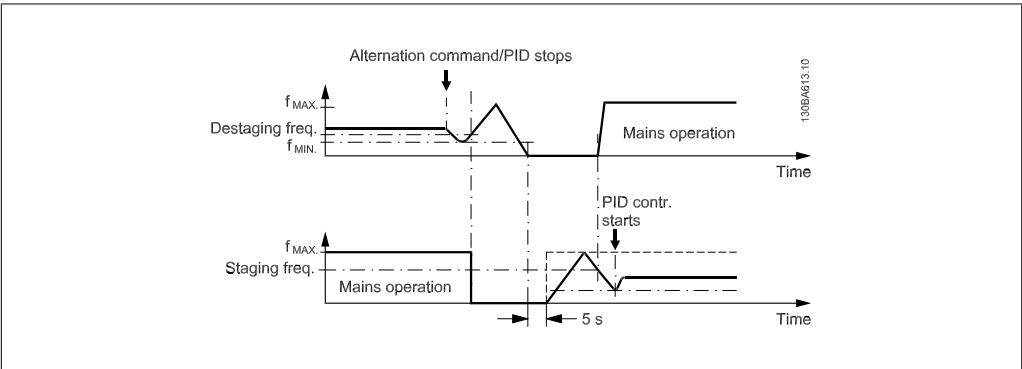 Alternation command/PID stops
130BA613.10
f MAX.
Destaging freq.
f MIN.
Mains operation
Time
PID contr.
starts
f MAX.
Staging freq.
Mains operation
5 s
Time